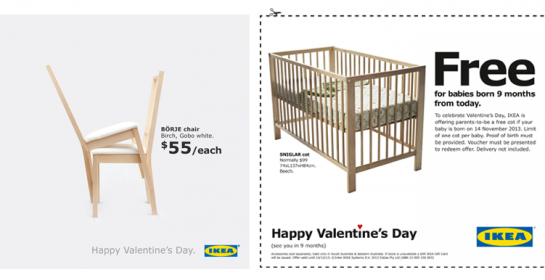 BÖRJE chair
Birch, Gobo white.
$55/each
Happy Valentine's Day.
IKEA
Free
for babies born 9 months
from today.
To celebrate Valentine's Day, IKEA is
offering parents-to-be a free cot if your
baby is born on 14 November 2013. Limit
of one cot per baby. Proof of birth must
be provided. Voucher must be presented
to redeem offer. Delivery not included.
SNIGLAR cot
Normally $99
74xL137xH84cm.
Beech.
Happy Valentine's Day
(see you in 9 months)
IKEA